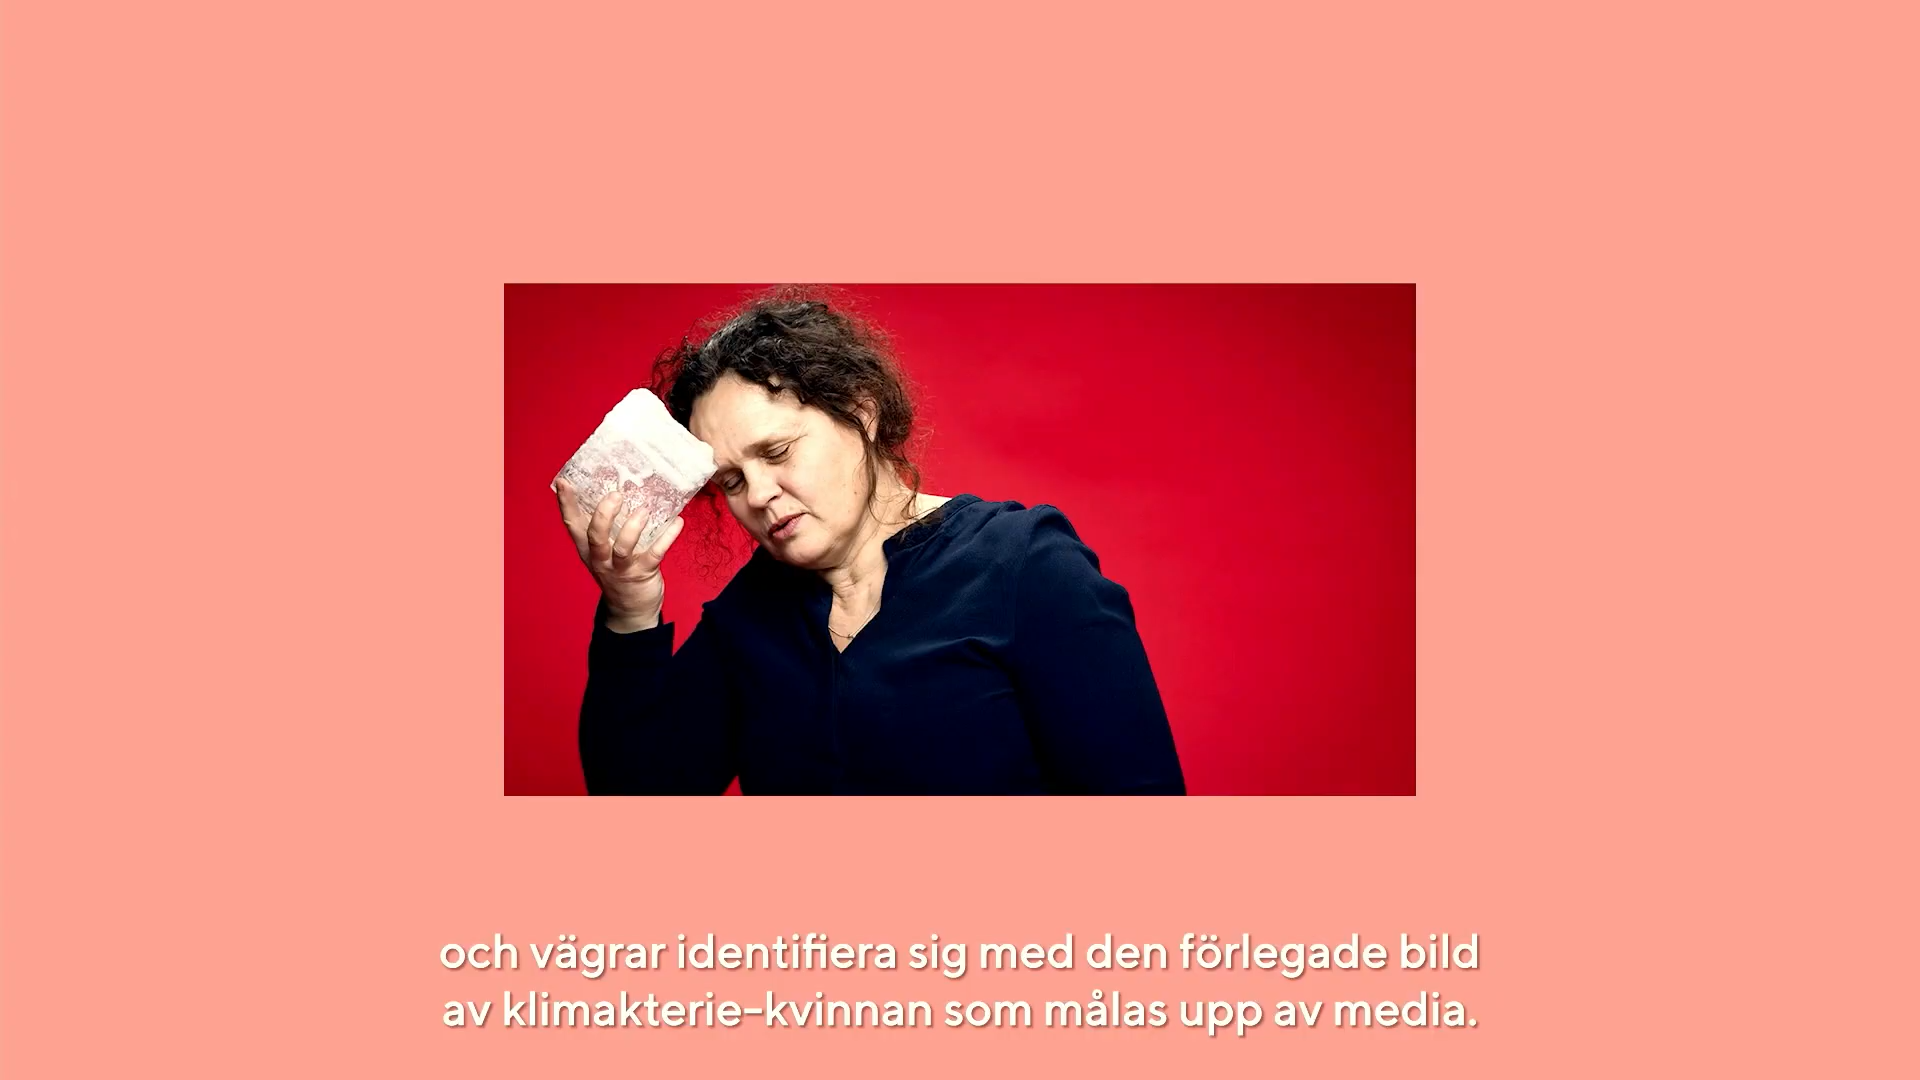 och vägrar identifiera sig med den förlegade bild
av klimakterie-kvinnan som målas upp av media.